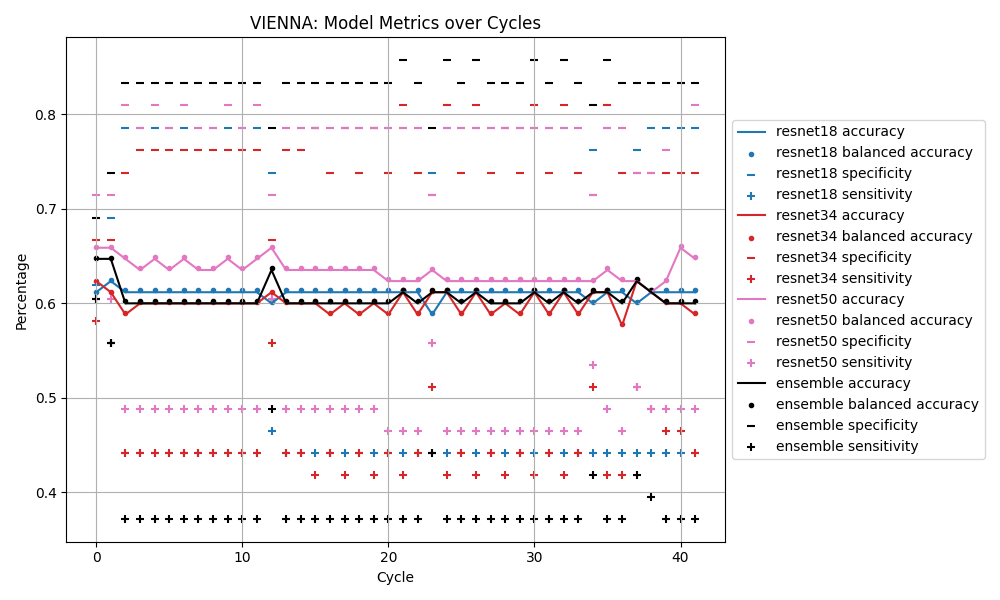 VIENNA: Model Metrics over Cycles
Percentage
0.8
0.7
0.6
0.5
0.4
0
10
20
30
40
Cycle
resnet18 accuracy
resnet18 balanced accuracy
resnet18 specificity
resnet18 sensitivity
resnet34 accuracy
resnet34 balanced accuracy
resnet34 specificity
resnet34 sensitivity
resnet50 accuracy
resnet50 balanced accuracy
resnet50 specificity
resnet50 sensitivity
ensemble accuracy
ensemble balanced accuracy
ensemble specificity
ensemble sensitivity